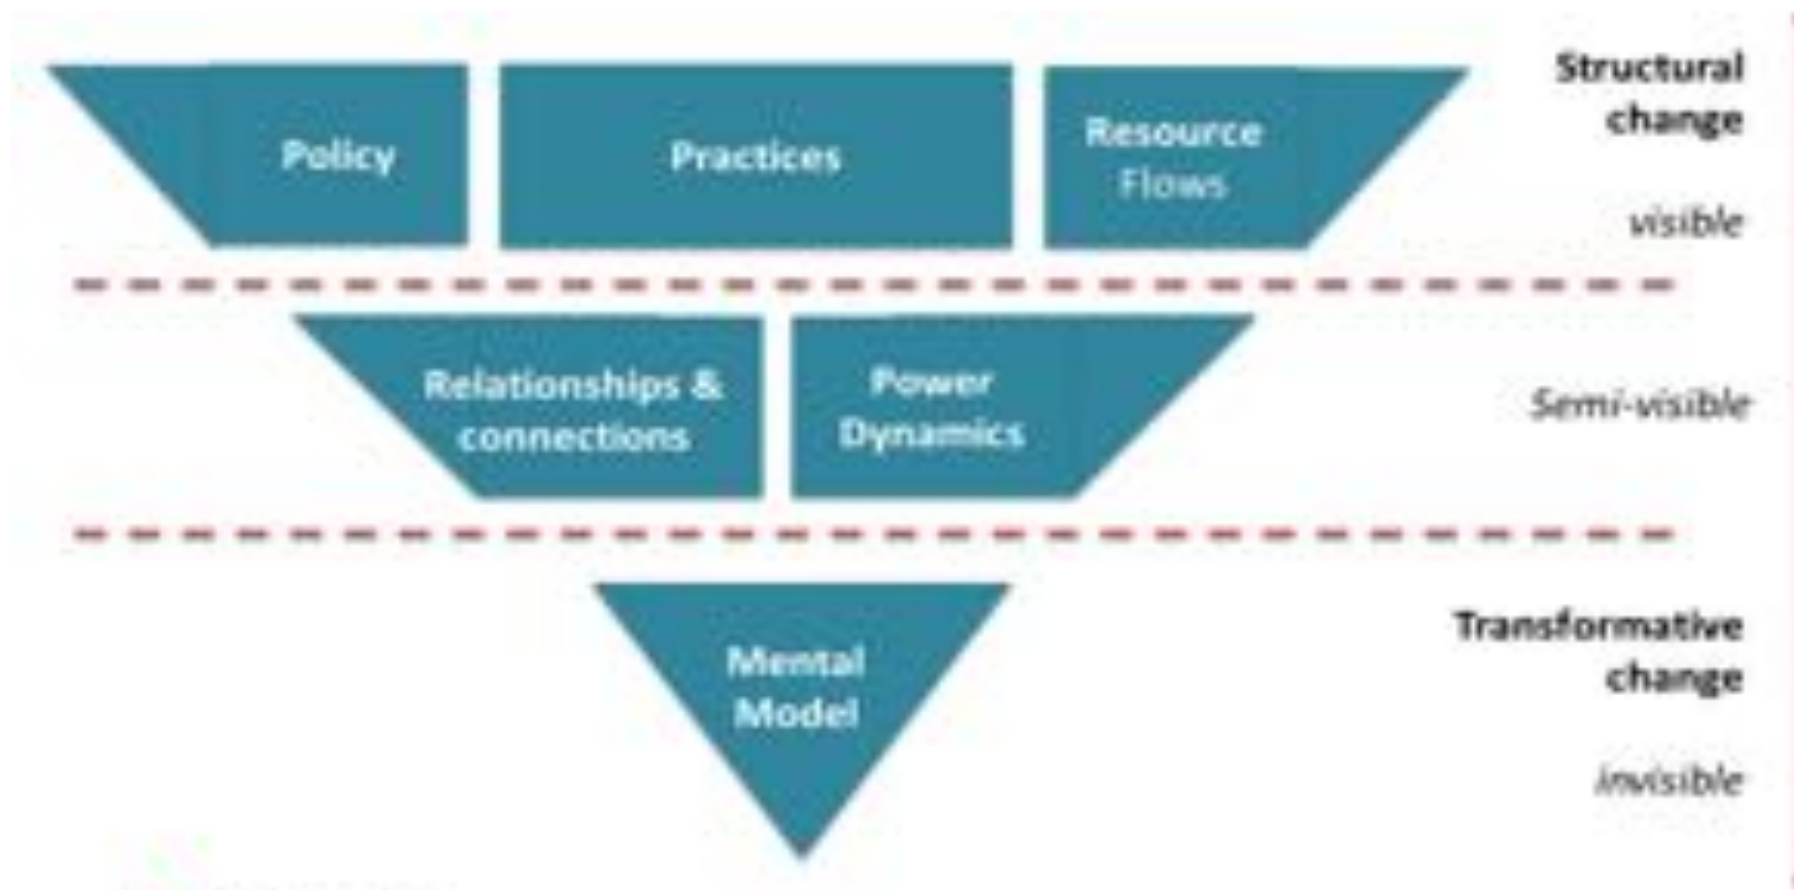 Policy
Practices
Resource
Flows
Structural
change
visible
Relationships &
connections
Power
Dynamics
Semi-visible
Mental
Model
Transformative
change
invisible